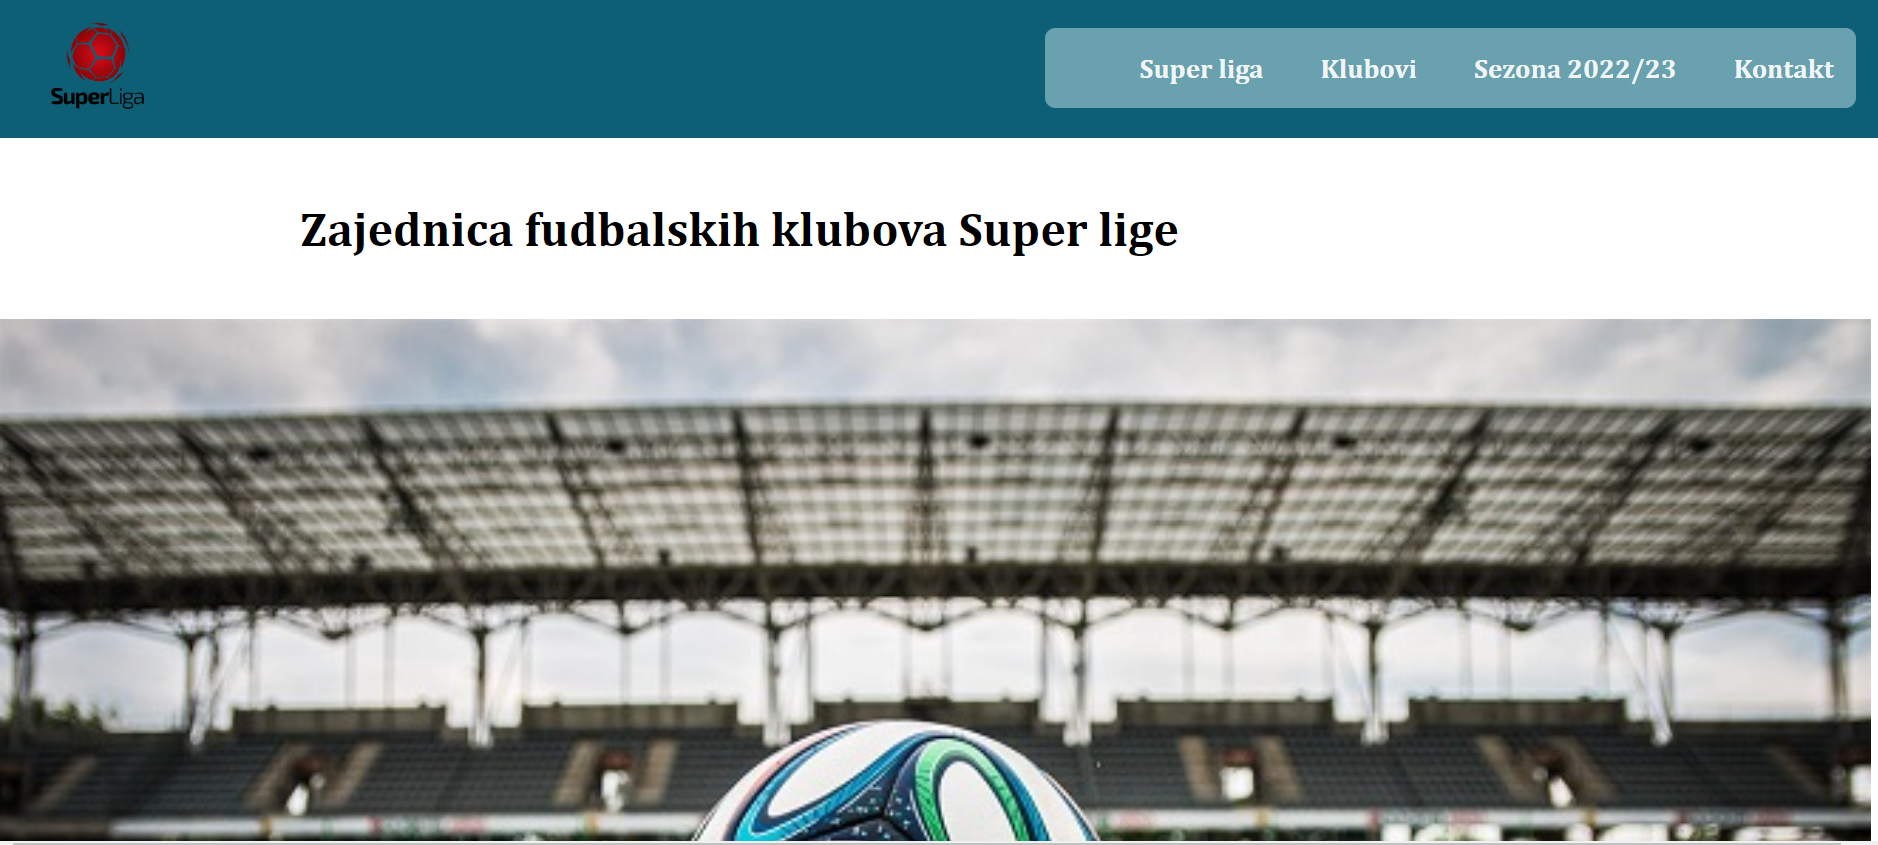 SuperLiga
Super liga Klubovi Sezona 2022/23 Kontakt
Zajednica fudbalskih klubova Super lige